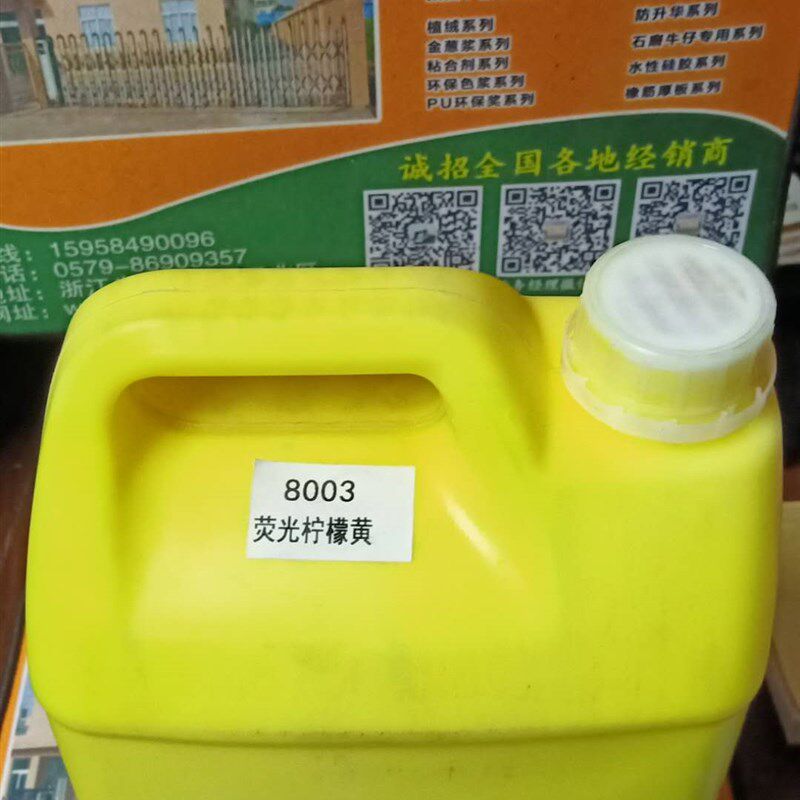 植绒系列
金葱浆系列
粘合剂系列
环保色浆系列
PU环保浆系列
防升华系列
石磨牛仔专用系列
水性硅胶系列
橡筋厚板系列
诚招全国各地经销商
线：15958490096
话：0579-86909357
址：浙江
网址：w
8003
荧光柠檬黄